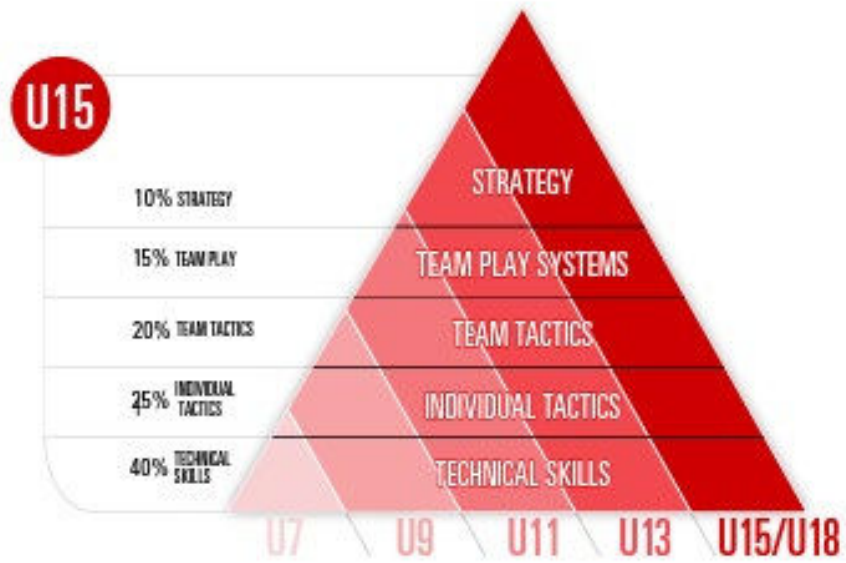 U15
STRATEGY
10% STRATEGY
15% TEAM PLAY
TEAM PLAY SYSTEMS
20% TEAM TACTICS
TEAM TACTICS
INDIVIDUAL
TACTICS
INDIVIDUAL TACTICS
40% TECHNICAL
SKILLS
TECHNICAL SKILLS
U7 U9 U11 U13 U15/U18